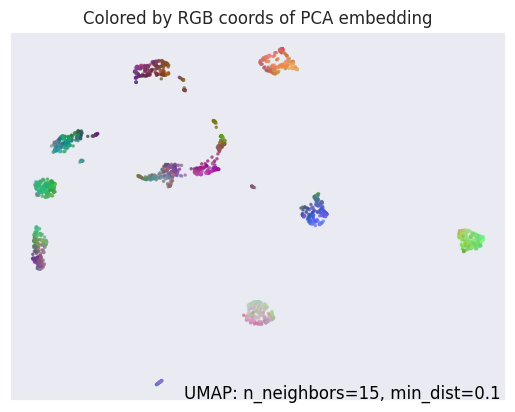 Colored by RGB coords of PCA embedding
UMAP: n_neighbors=15, min_dist=0.1